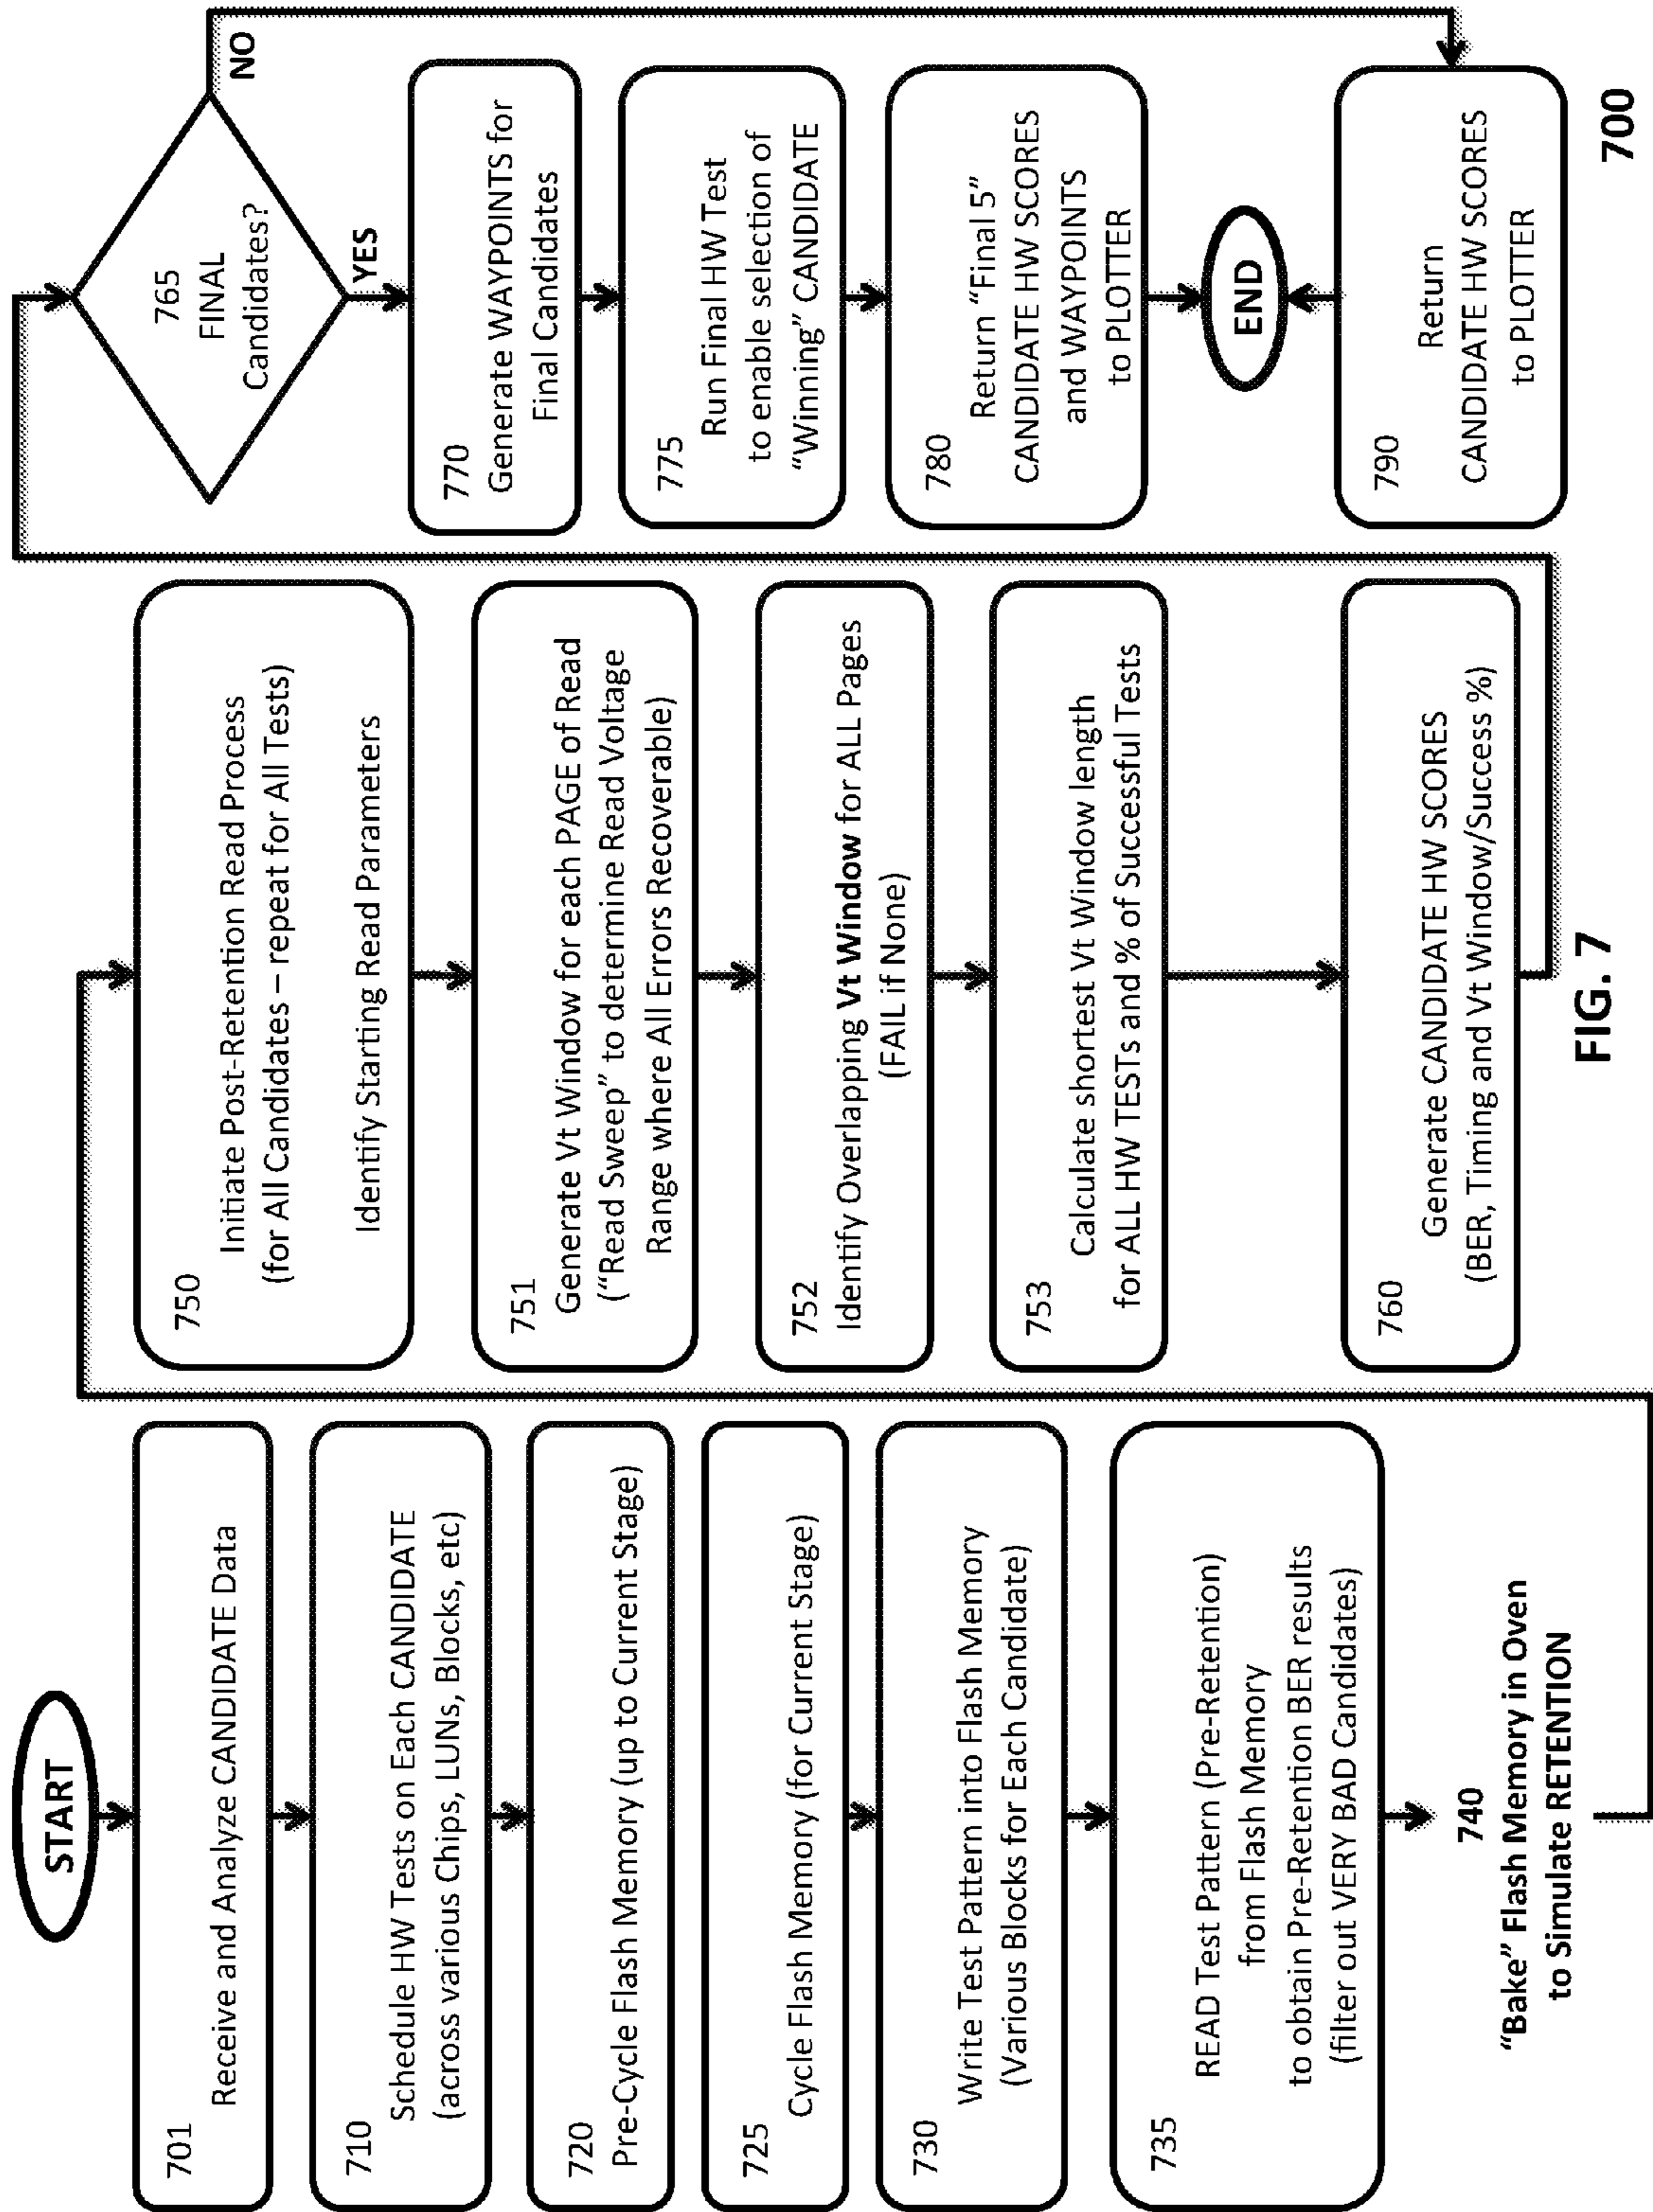 START
701
Receive and Analyze CANDIDATE Data
710
Schedule HW Tests on Each CANDIDATE
(across various Chips, LUNs, Blocks, etc)
720
Pre-Cycle Flash Memory (up to Current Stage)
725
Cycle Flash Memory (for Current Stage)
730
Write Test Pattern into Flash Memory
(Various Blocks for Each Candidate)
735
READ Test Pattern (Pre-Retention)
from Flash Memory
to obtain Pre-Retention BER results
(filter out VERY BAD Candidates)
740
“Bake” Flash Memory in Oven
to Simulate RETENTION
750
Initiate Post-Retention Read Process
(for All Candidates – repeat for All Tests)
Identify Starting Read Parameters
751
Generate Vt Window for each PAGE of Read
(“Read Sweep” to determine Read Voltage
Range where All Errors Recoverable)
752
Identify Overlapping Vt Window for ALL Pages
(FAIL if None)
753
Calculate shortest Vt Window length
for ALL HW TESTs and % of Successful Tests
760
Generate CANDIDATE HW SCORES
(BER, Timing and Vt Window/Success %)
765
FINAL
Candidates?
NO
YES
770
Generate WAYPOINTS for
Final Candidates
775
Run Final HW Test
to enable selection of
“Winning” CANDIDATE
780
Return “Final 5”
CANDIDATE HW SCORES
and WAYPOINTS
to PLOTTER
END
790
Return
CANDIDATE HW SCORES
to PLOTTER
700
FIG. 7